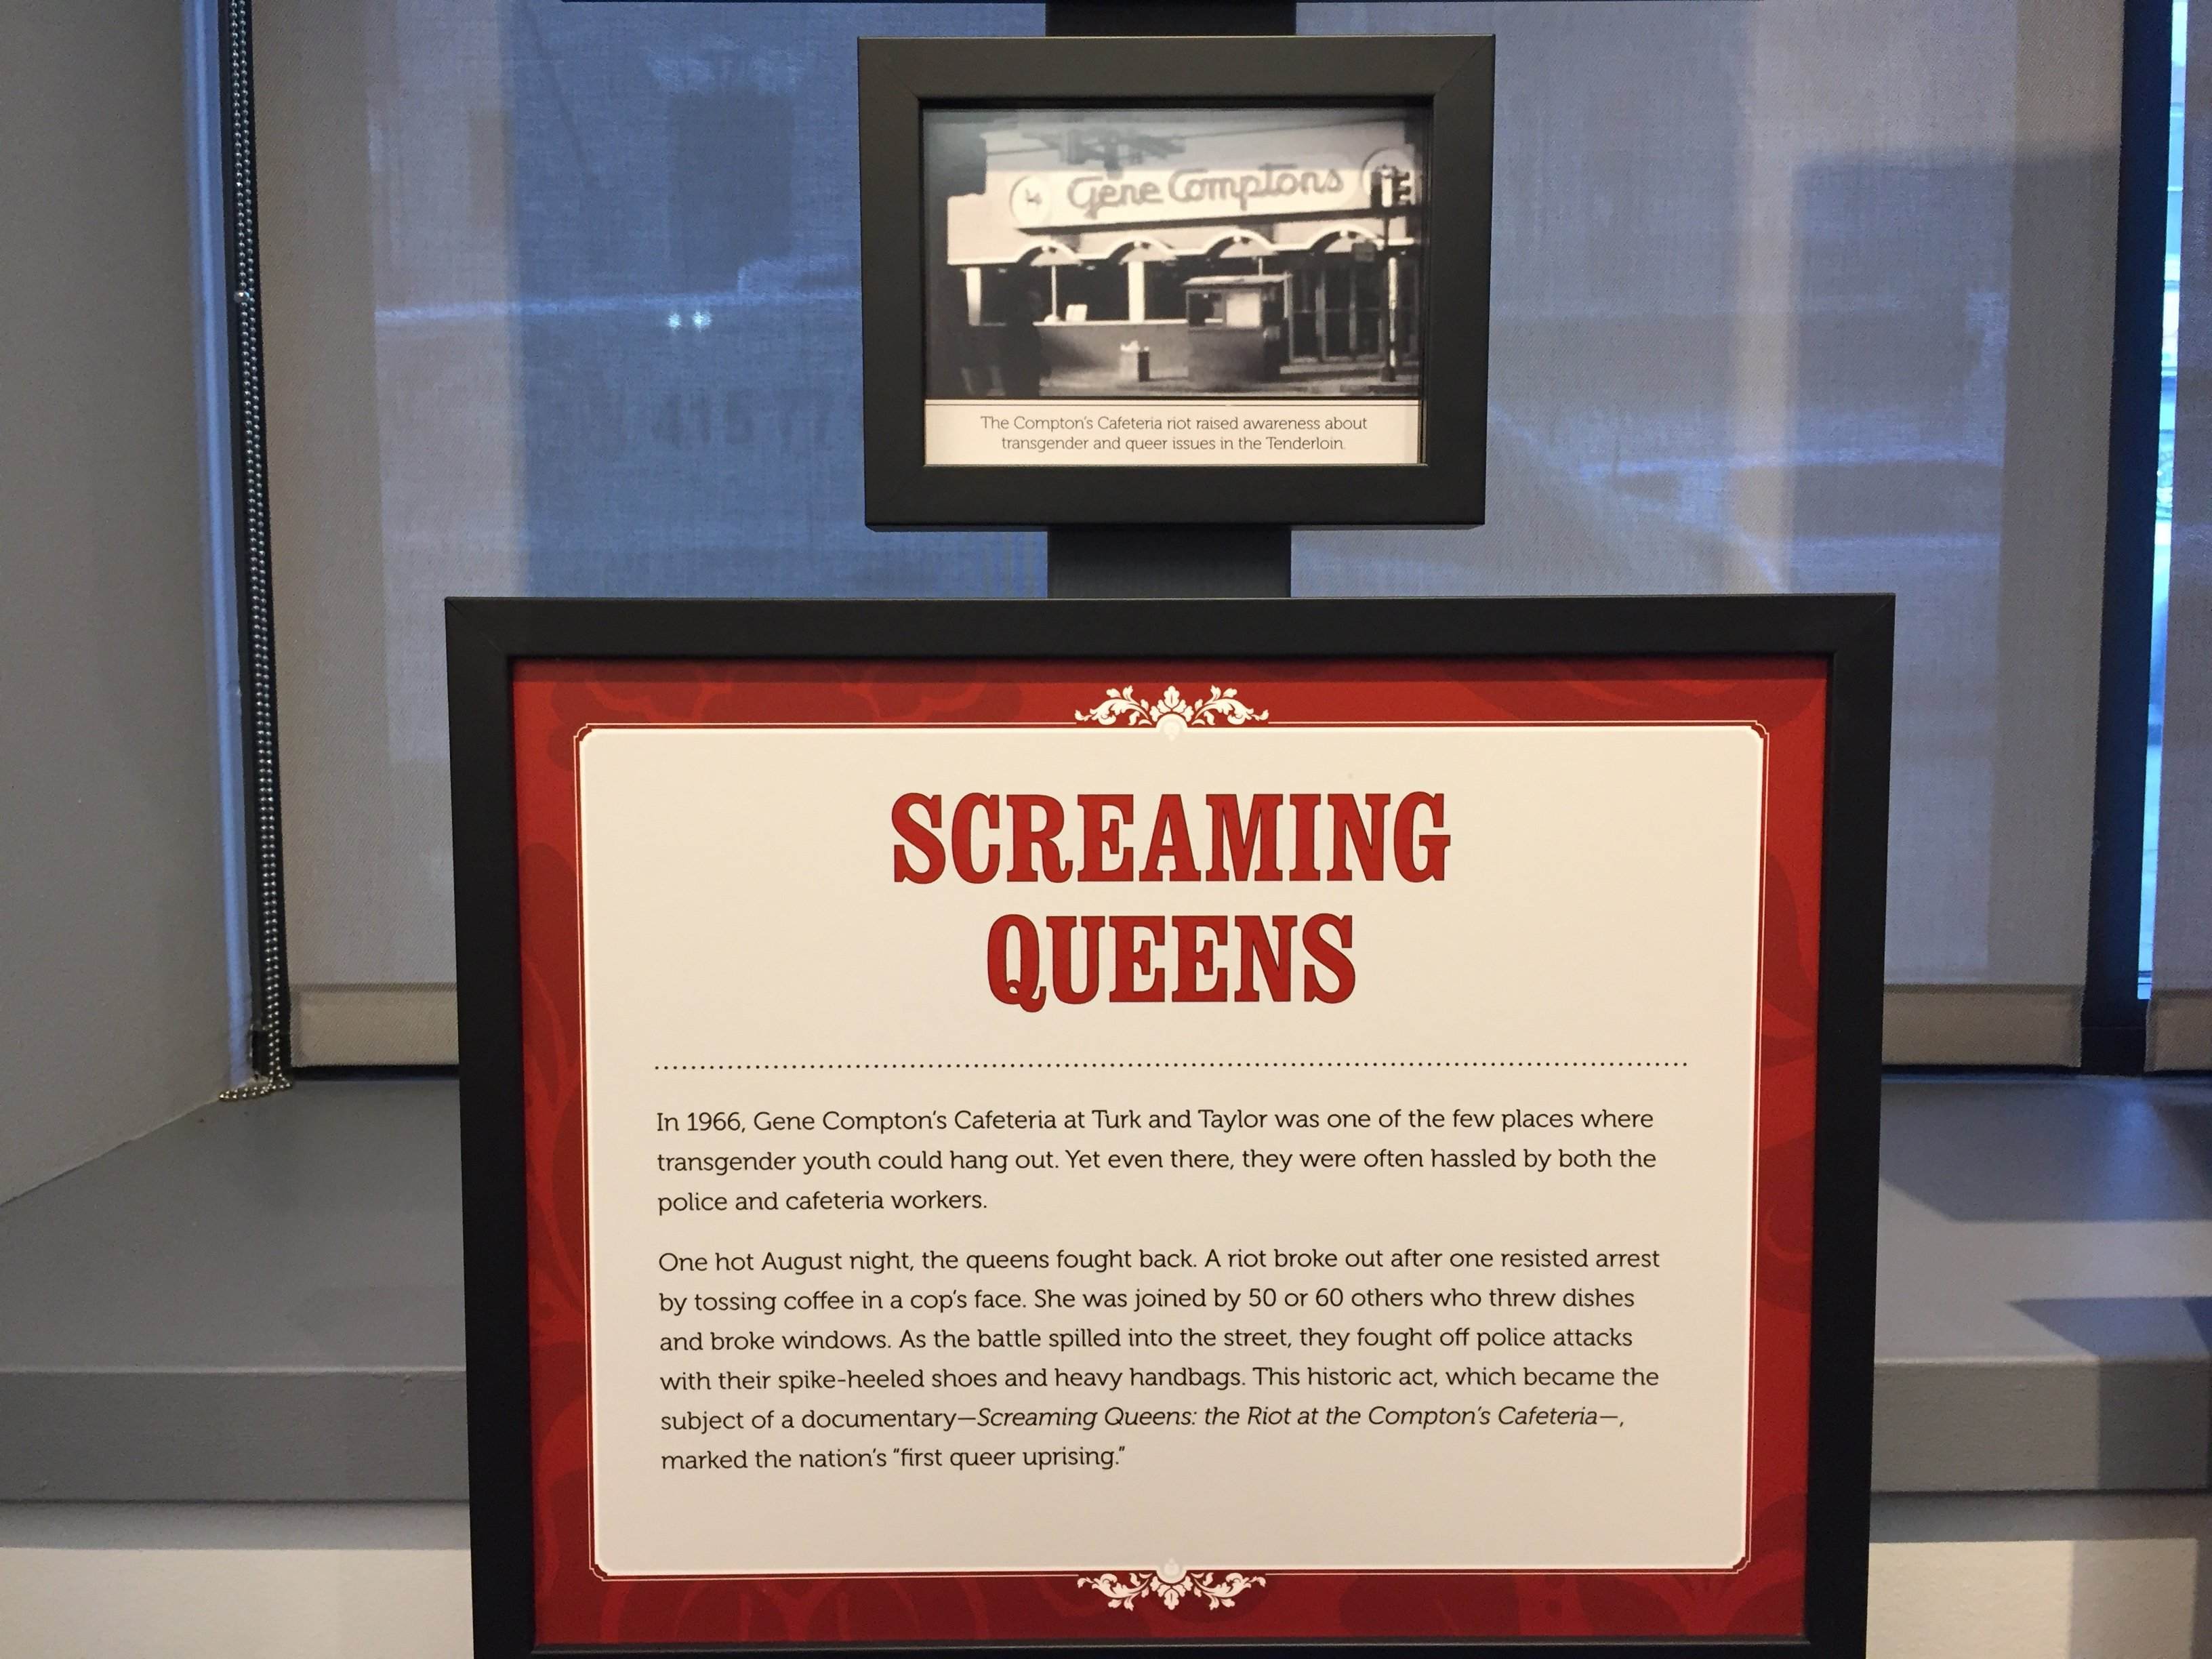 Gene Comptons
The Compton's Cafeteria riot raised awareness about
transgender and queer issues in the Tenderloin.
SCREAMING
QUEENS
In 1966, Gene Compton's Cafeteria at Turk and Taylor was one of the few places where
transgender youth could hang out. Yet even there, they were often hassled by both the
police and cafeteria workers.
One hot August night, the queens fought back. A riot broke out after one resisted arrest
by tossing coffee in a cop's face. She was joined by 50 or 60 others who threw dishes
and broke windows. As the battle spilled into the street, they fought off police attacks
with their spike-heeled shoes and heavy handbags. This historic act, which became the
subject of a documentary—Screaming Queens: the Riot at the Compton's Cafeteria—,
marked the nation's "first queer uprising."